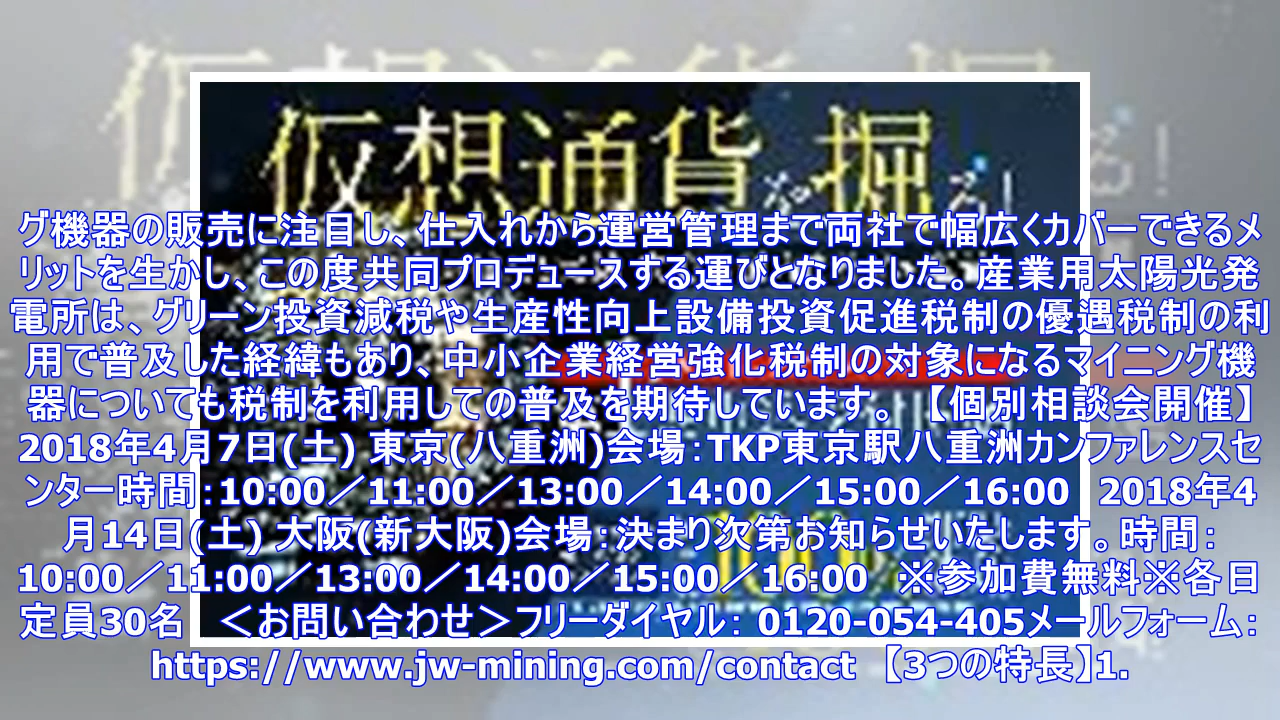 仮想通貨を掘る!
グ機器の販売に注目し、仕入れから運営管理まで両社で幅広くカバーできるメ
リットを生かし、この度共同プロデュースする運びとなりました。産業用太陽光発
電所は、グリーン投資減税や生産性向上設備投資促進税制の優遇税制の利
用で普及した経緯もあり、中小企業経営強化税制の対象になるマイニング機
器についても税制を利用しての普及を期待しています。 【個別相談会開催】
2018年4月7日(土) 東京(八重洲)会場：TKP東京駅八重洲カンファレンスセ
ンター時間：10:00／11:00／13:00／14:00／15:00／16:00 2018年4
月14日(土) 大阪(新大阪)会場：決まり次第お知らせいたします。時間：
10:00／11:00／13:00／14:00／15:00／16:00 ※参加費無料※各日
定員30名 ＜お問い合わせ＞フリーダイヤル： 0120-054-405メールフォーム：
https://www.jw-mining.com/contact 【3つの特長】1.